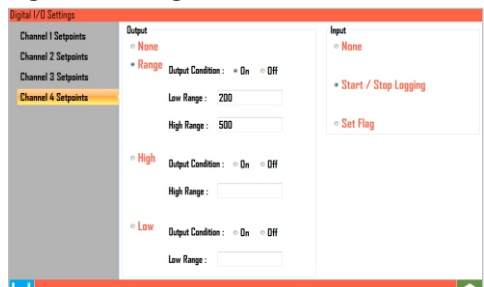 Digital I/O Settings
Channel 1 Setpoints
Channel 2 Setpoints
Channel 3 Setpoints
Channel 4 Setpoints
Output
None
Range
Output Condition : On Off
Low Range : 200
High Range : 500
High
Output Condition : On Off
High Range :
Low
Output Condition : On Off
Low Range :
Input
None
Start / Stop Logging
Set Flag